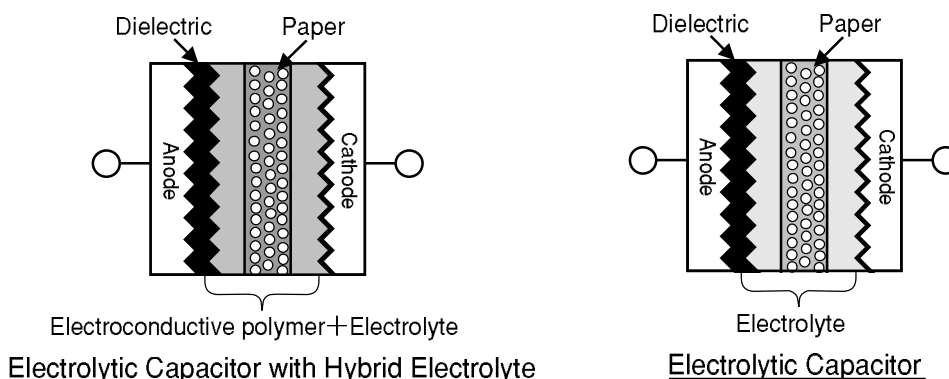 Dielectric
Paper
Anode
Cathode
Electroconductive polymer+Electrolyte
Electrolytic Capacitor with Hybrid Electrolyte
Dielectric
Paper
Anode
Cathode
Electrolyte
Electrolytic Capacitor